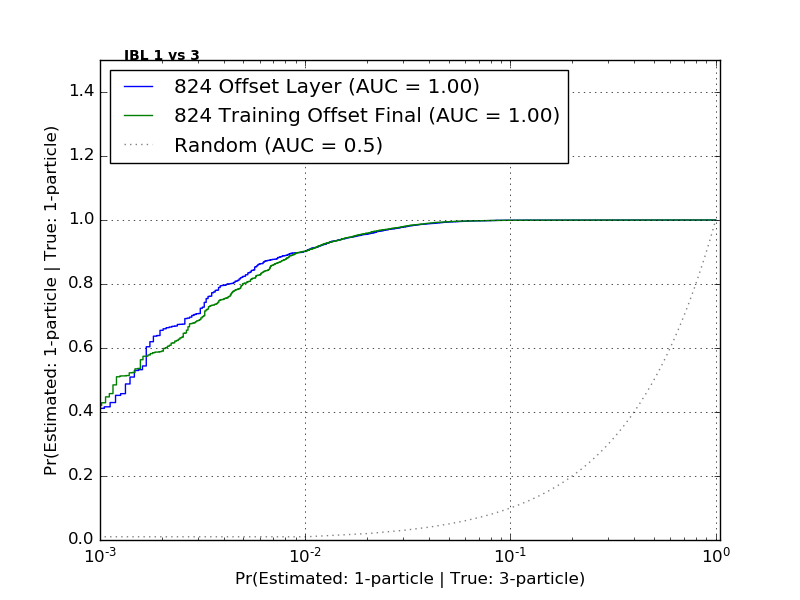 IBL 1 vs 3
824 Offset Layer (AUC = 1.00)
824 Training Offset Final (AUC = 1.00)
Random (AUC = 0.5)
Pr(Estimated: 1-particle | True: 1-particle)
1.4
1.2
1.0
0.8
0.6
0.4
0.2
0.0
10^-3 10^-2 10^-1 10^0
Pr(Estimated: 1-particle | True: 3-particle)